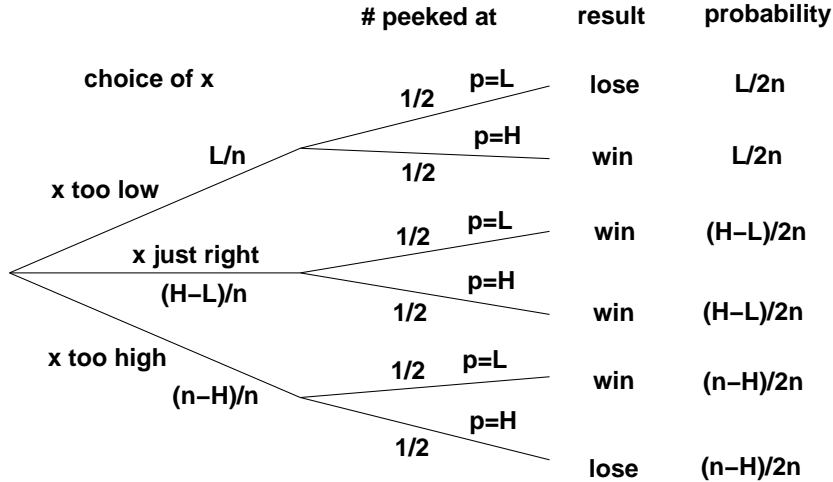 # peeked at result probability
choice of x
1/2 p=L lose L/2n
L/n p=H win L/2n
1/2
x too low
1/2 p=L win (H−L)/2n
x just right
(H−L)/n p=H win (H−L)/2n
1/2
x too high
1/2 p=L win (n−H)/2n
(n−H)/n p=H
1/2
lose (n−H)/2n